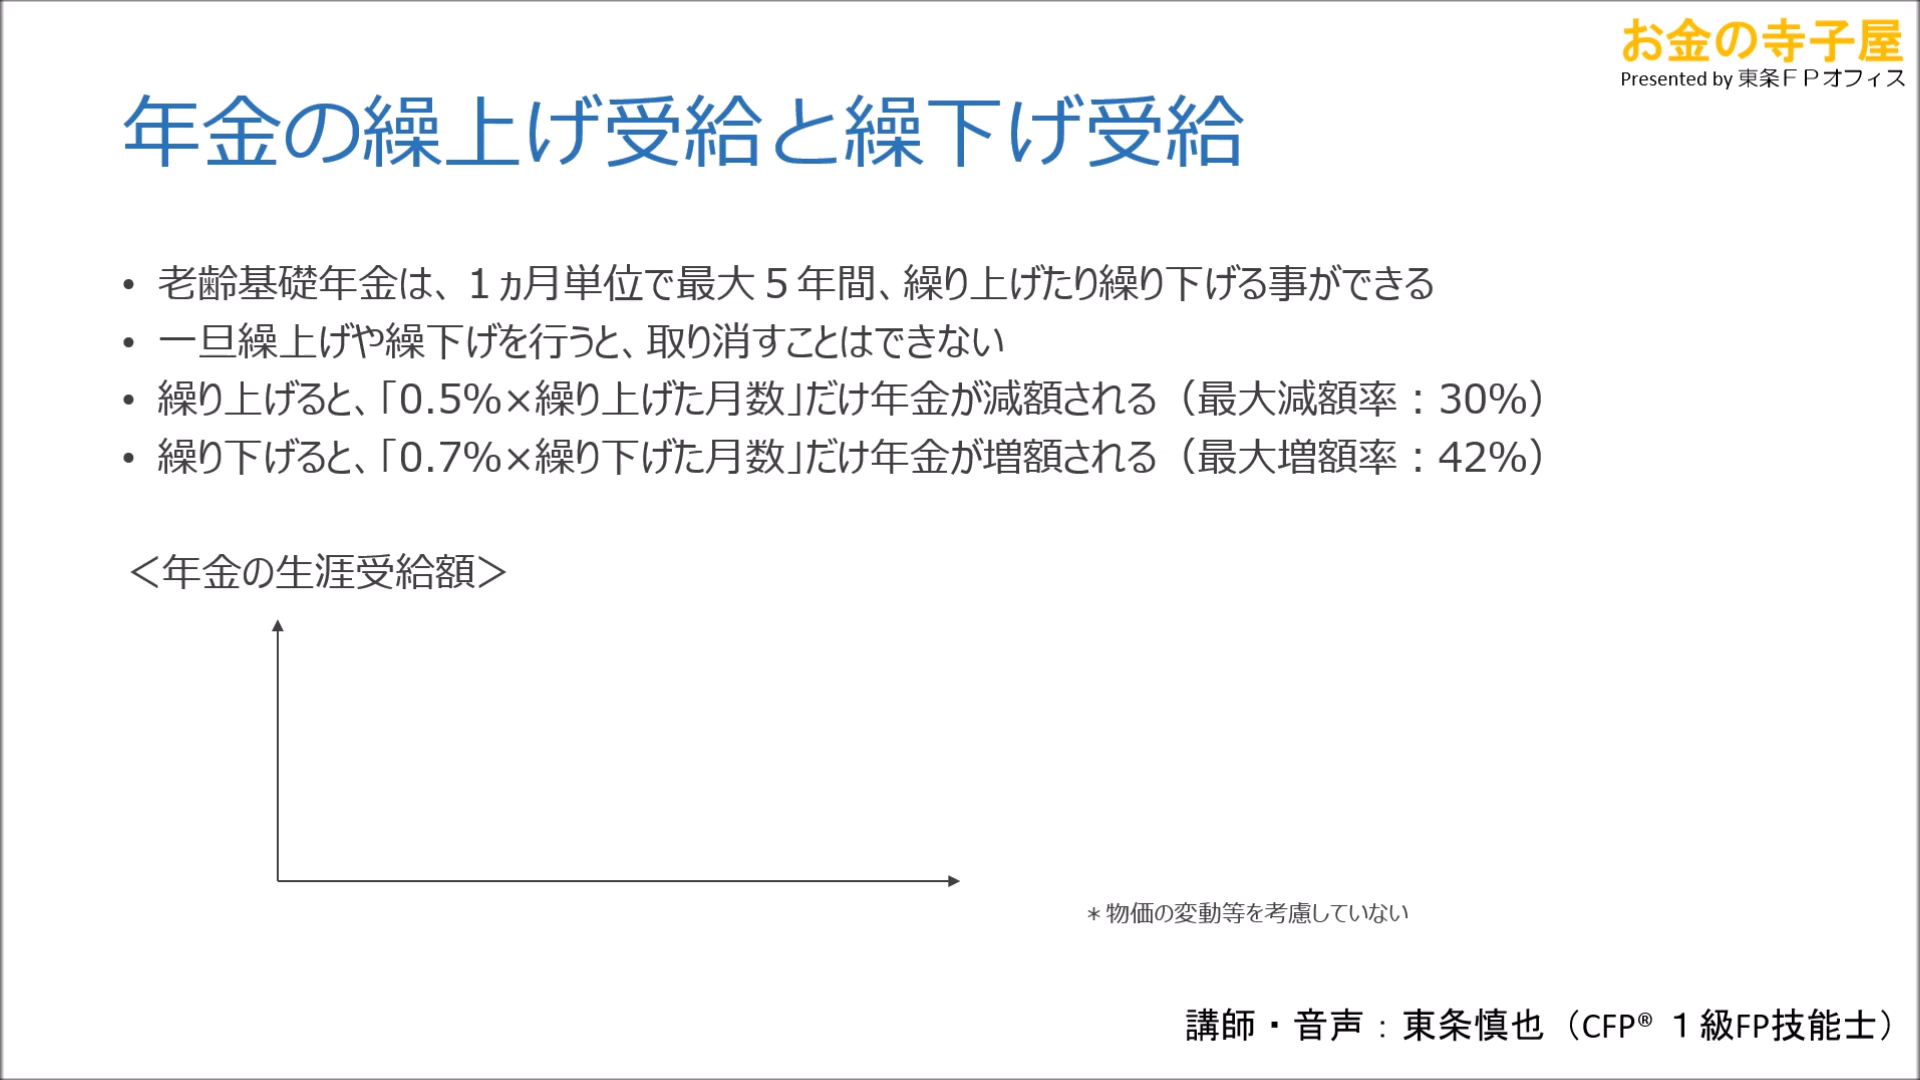 お金の寺子屋
Presented by 東条ＦＰオフィス
年金の繰上げ受給と繰下げ受給
• 老齢基礎年金は、１ヵ月単位で最大５年間、繰り上げたり繰り下げる事ができる
• 一旦繰上げや繰下げを行うと、取り消すことはできない
• 繰り上げると、｢0.5%×繰り上げた月数｣だけ年金が減額される（最大減額率：30%）
• 繰り下げると、｢0.7%×繰り下げた月数｣だけ年金が増額される（最大増額率：42%）
＜年金の生涯受給額＞
＊物価の変動等を考慮していない
講師・音声：東条慎也（CFP® １級FP技能士）